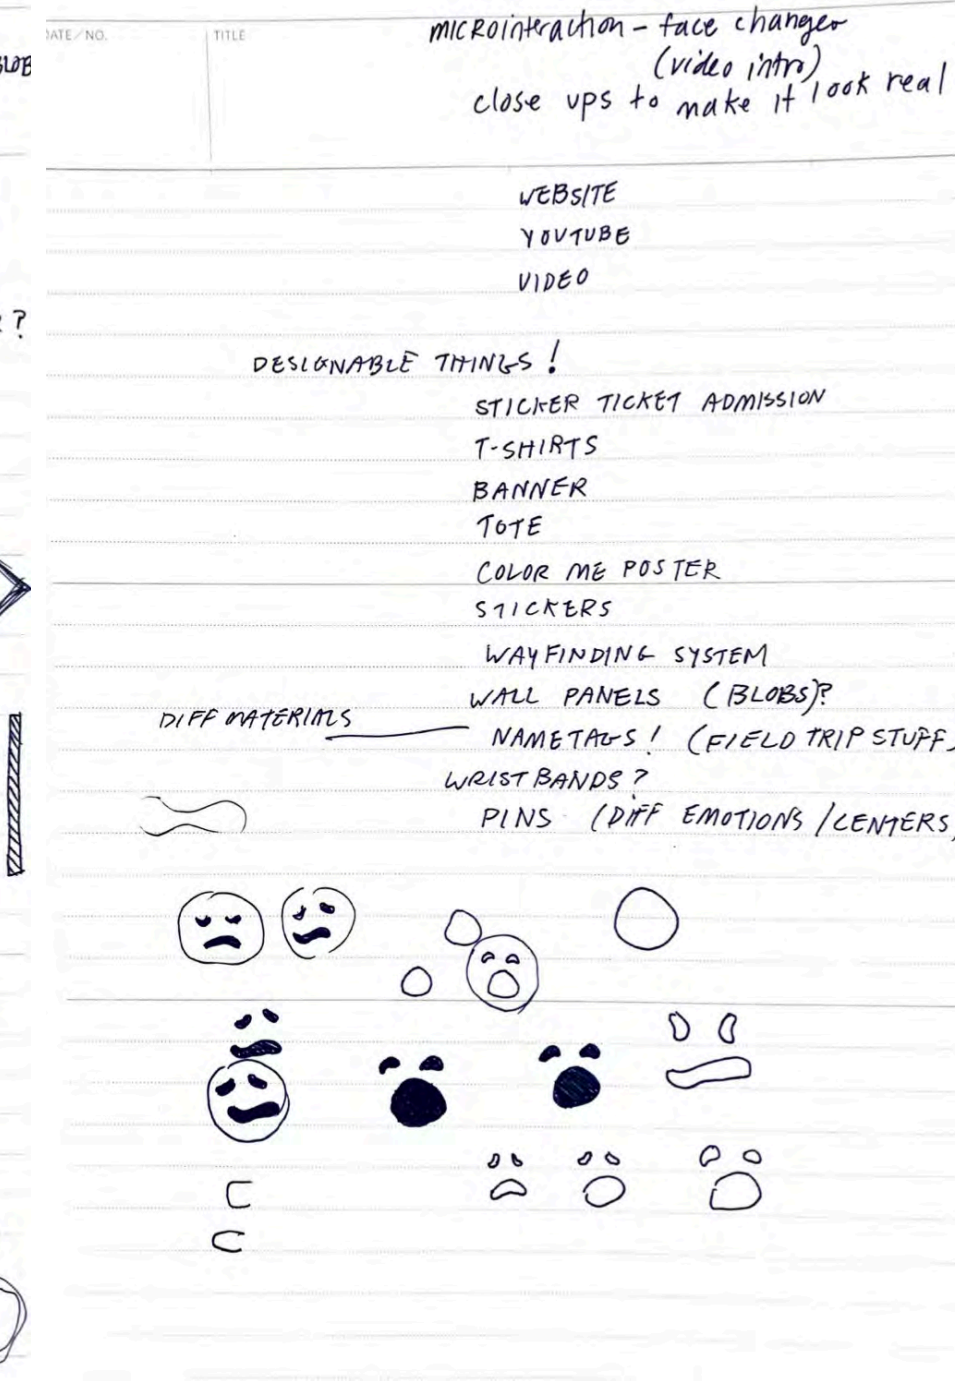 BLOB
DATE/NO.
TITLE
MICROinteraction - face changer
(video intro)
close ups to make it look real
WEBSITE
YOUTUBE
VIDEO
?
DESIGNABLE THINGS!
STICKER TICKET ADMISSION
T-SHIRTS
BANNER
TOTE
COLOR ME POSTER
STICKERS
WAYFINDING SYSTEM
WALL PANELS (BLOBS)?
DIFF MATERIALS
NAMETAGS! (FIELD TRIP STUFF)
WRISTBANDS?
PINS (DIFF EMOTIONS / CENTERS)